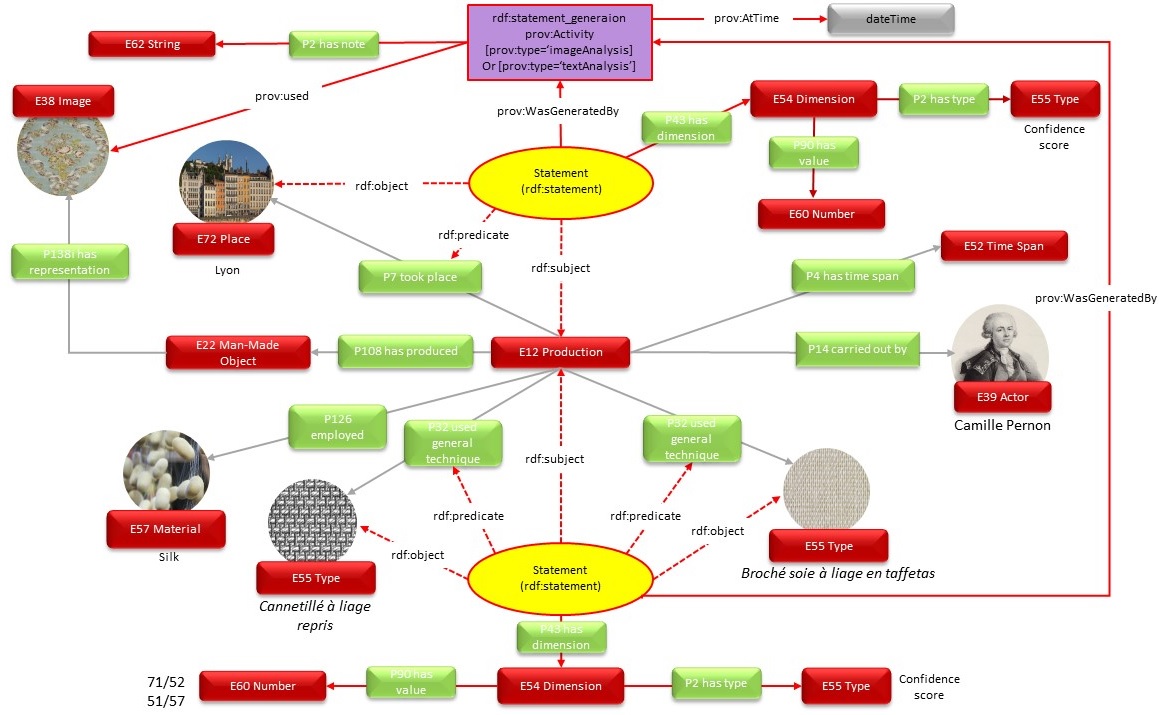 rdf:statement_generaion
prov:Activity
[prov:type='imageAnalysis]
Or [prov:type='textAnalysis']
prov:AtTime
dateTime
E62 String
P2 has note
prov:used
E38 Image
prov:WasGeneratedBy
P43 has
dimension
E54 Dimension
P2 has type
E55 Type
Confidence
score
P90 has
value
E60 Number
Statement
(rdf:statement)
rdf:object
E72 Place
Lyon
rdf:predicate
P7 took place
rdf:subject
E52 Time Span
P4 has time span
P138i has
representation
prov:WasGeneratedBy
E22 Man-Made
Object
P108 has produced
E12 Production
P14 carried out by
E39 Actor
Camille Pernon
P126
employed
P32 used
general
technique
P32 used
general
technique
rdf:subject
E57 Material
Silk
rdf:predicate
rdf:predicate
rdf:object
rdf:object
E55 Type
Cannetillé à liage
repris
E55 Type
Broché soie à liage en taffetas
Statement
(rdf:statement)
P43 has
dimension
71/52
51/57
E60 Number
P90 has
value
E54 Dimension
P2 has type
E55 Type
Confidence
score